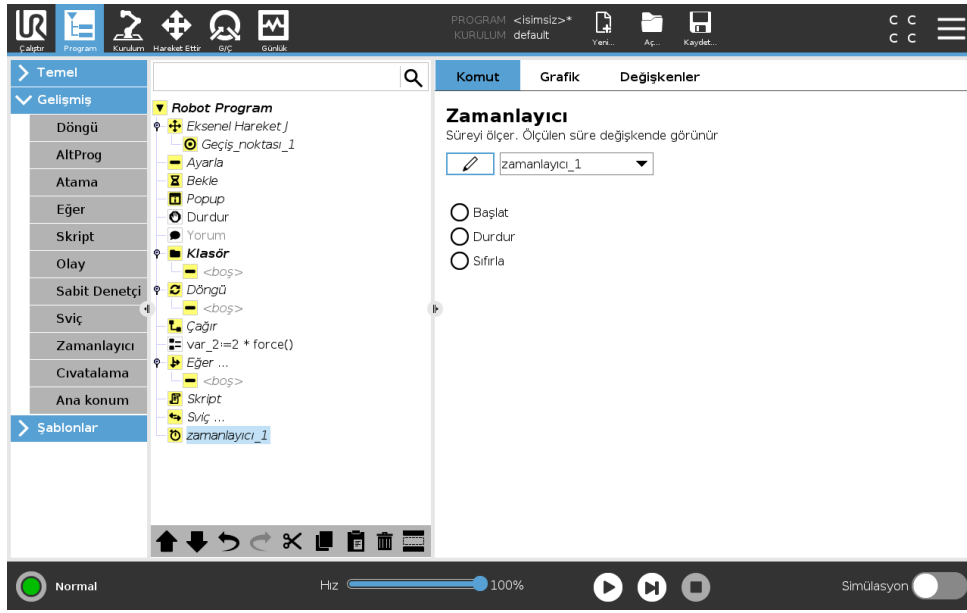 PROGRAM <isimsiz>*
KURULUM default
Çalıştır
Program
Kurulum
Hareket Ettir
G/Ç
Günlük
Yeni...
Aç...
Kaydet...
C C
C C
Temel
Gelişmiş
Döngü
AltProg
Atama
Eğer
Skript
Olay
Sabit Denetçi
Sviç
Zamanlayıcı
Cıvatalama
Ana konum
Şablonlar
Robot Program
Eksenel Hareket J
Geçiş_noktası_1
Ayarla
Bekle
Popup
Durdur
Yorum
Klasör
<boş>
Döngü
<boş>
Çağır
var_2≔2 * force()
Eğer ...
<boş>
Skript
Sviç ...
zamanlayıcı_1
Komut
Grafik
Değişkenler
Zamanlayıcı
Süreyi ölçer. Ölçülen süre değişkende görünür
zamanlayıcı_1
Başlat
Durdur
Sıfırla
Normal
Hız
100%
Simülasyon